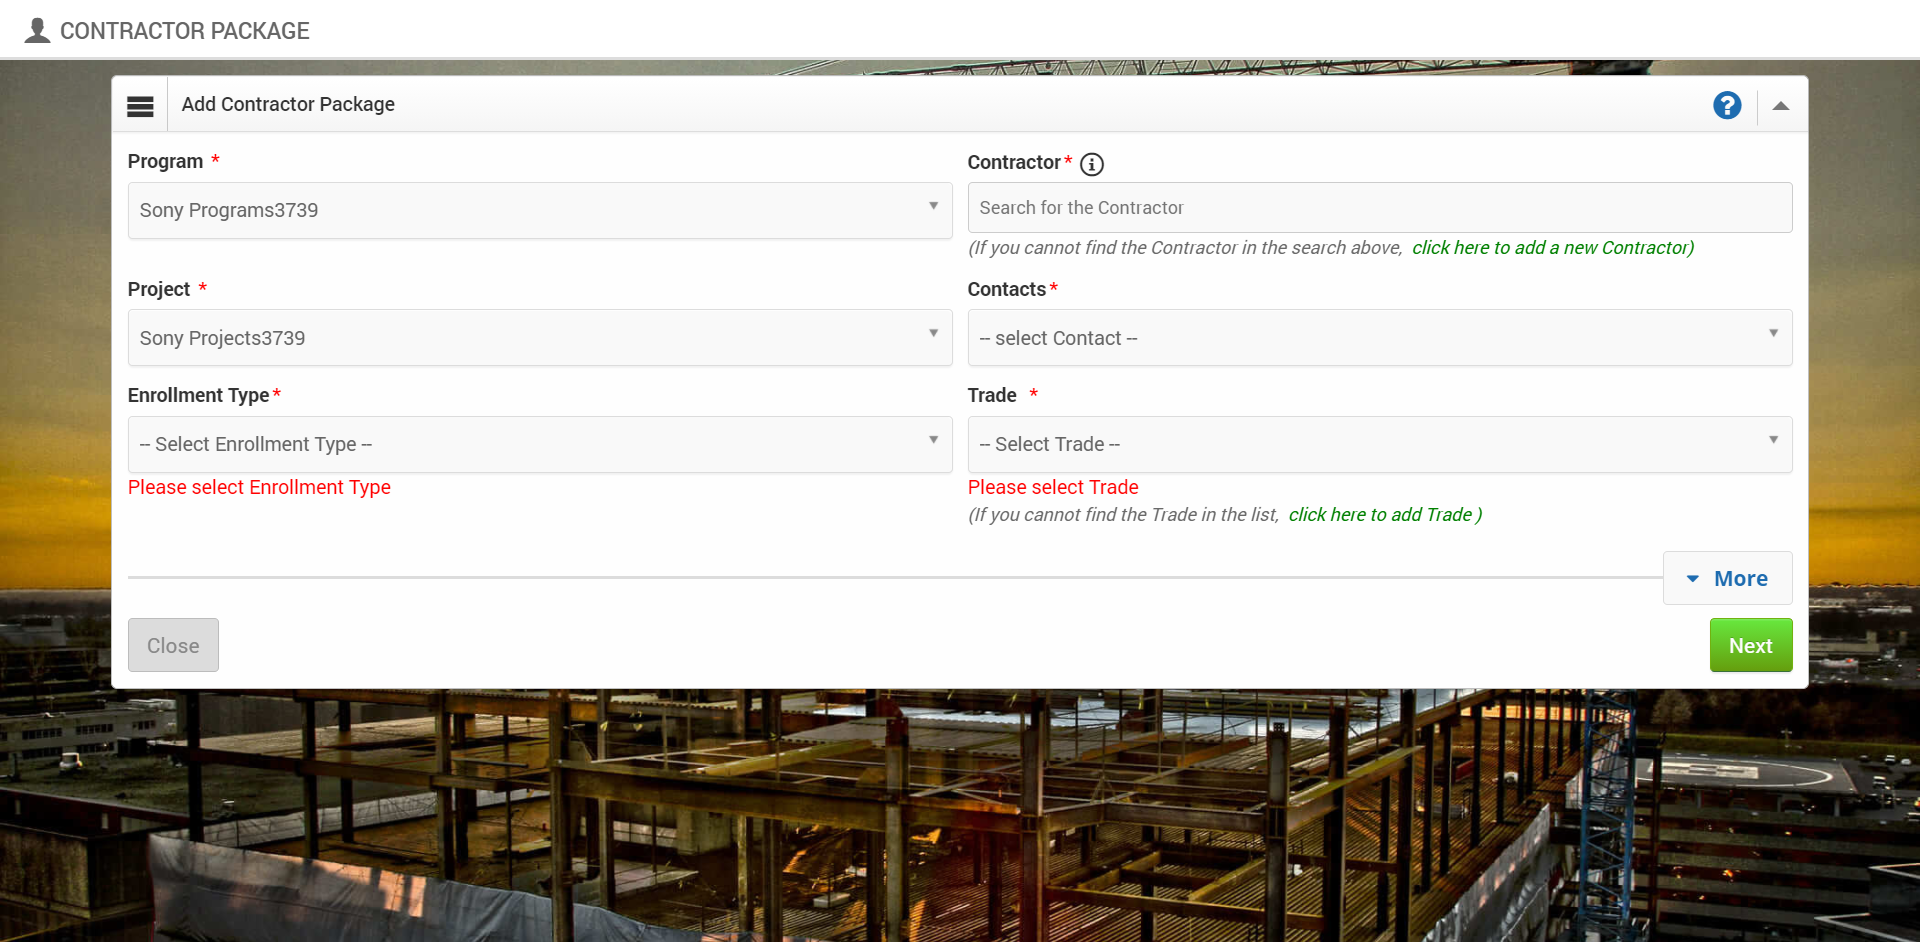 CONTRACTOR PACKAGE
Add Contractor Package
?
Program *
Sony Programs3739
Contractor* i
Search for the Contractor
(If you cannot find the Contractor in the search above, click here to add a new Contractor)
Project *
Sony Projects3739
Contacts*
-- select Contact --
Enrollment Type*
-- Select Enrollment Type --
Please select Enrollment Type
Trade *
-- Select Trade --
Please select Trade
(If you cannot find the Trade in the list, click here to add Trade )
More
Close
Next